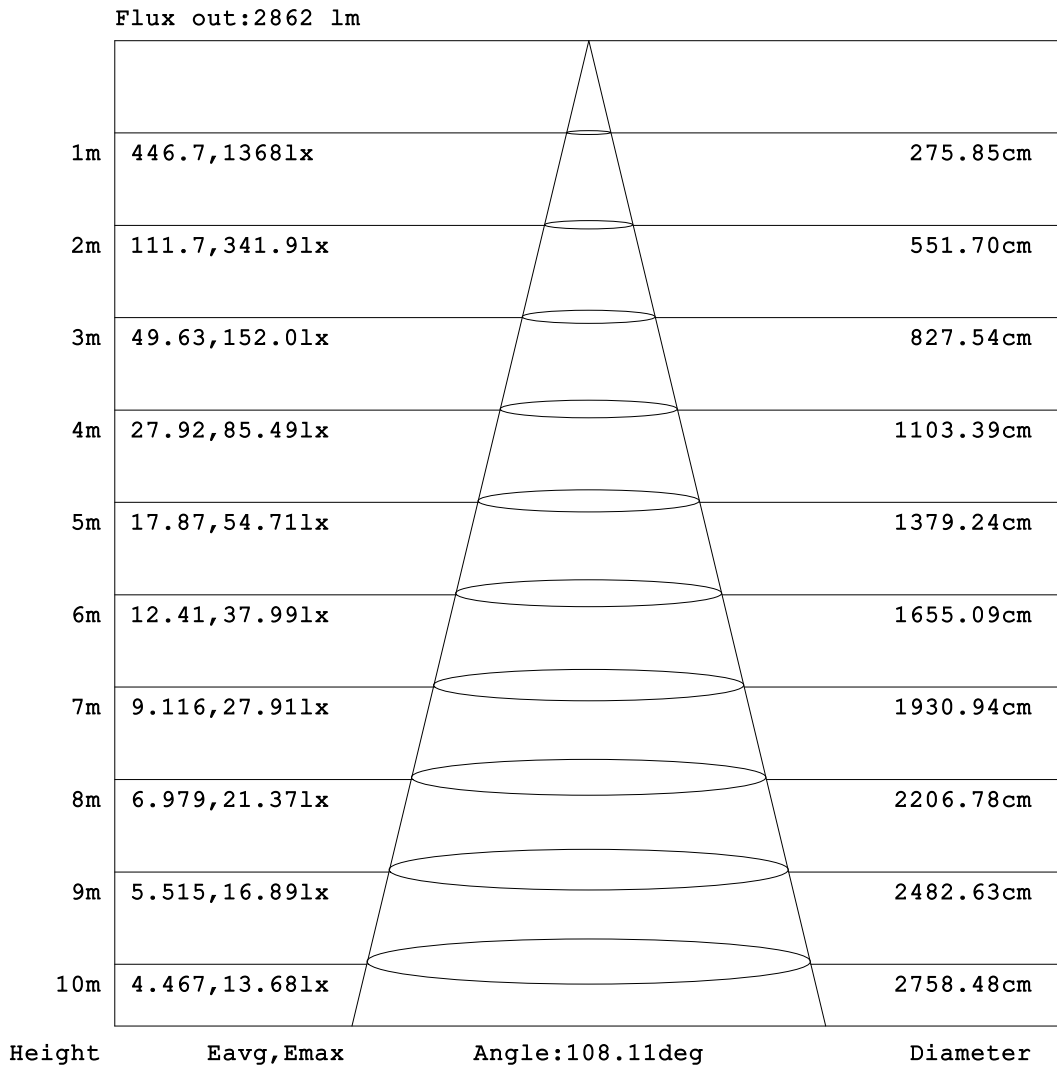 Flux out:2862 lm
1m 446.7,1368lx 275.85cm
2m 111.7,341.9lx 551.70cm
3m 49.63,152.0lx 827.54cm
4m 27.92,85.49lx 1103.39cm
5m 17.87,54.71lx 1379.24cm
6m 12.41,37.99lx 1655.09cm
7m 9.116,27.91lx 1930.94cm
8m 6.979,21.37lx 2206.78cm
9m 5.515,16.89lx 2482.63cm
10m 4.467,13.68lx 2758.48cm
Height Eavg,Emax Angle:108.11deg Diameter